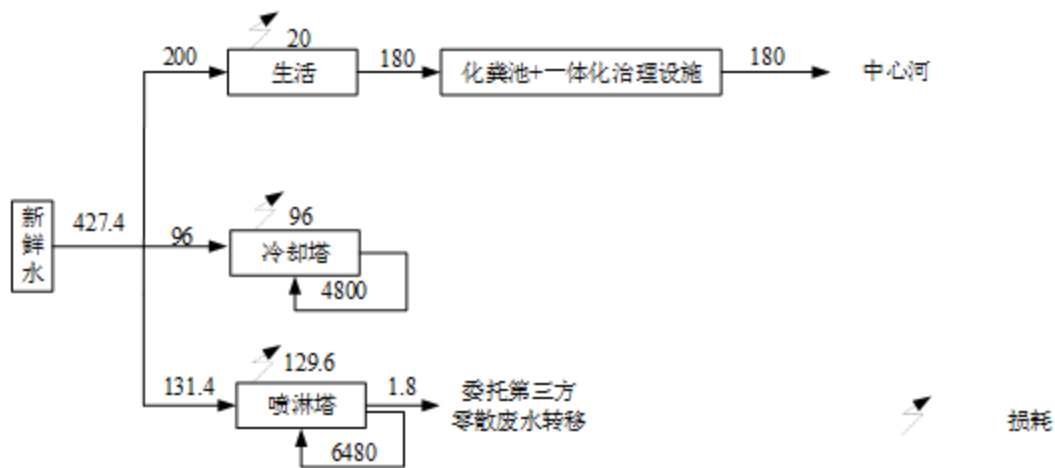 20
200
生活
180
化粪池+一体化治理设施
180
中心河
新鲜水
427.4
96
96
冷却塔
4800
129.6
131.4
喷淋塔
1.8
委托第三方
零散废水转移
6480
损耗